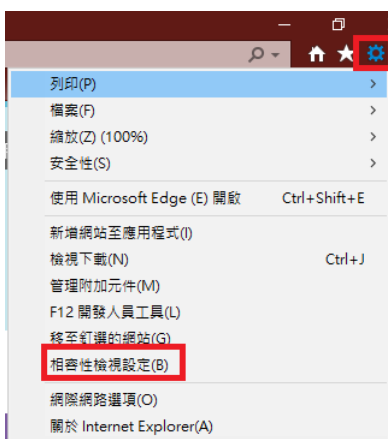 列印(P)
檔案(F)
縮放(Z) (100%)
安全性(S)
使用 Microsoft Edge (E) 開啟 Ctrl+Shift+E
新增網站至應用程式(I)
檢視下載(N) Ctrl+J
管理附加元件(M)
F12 開發人員工具(L)
移至釘選的網站(G)
相容性檢視設定(B)
網際網路選項(O)
關於 Internet Explorer(A)